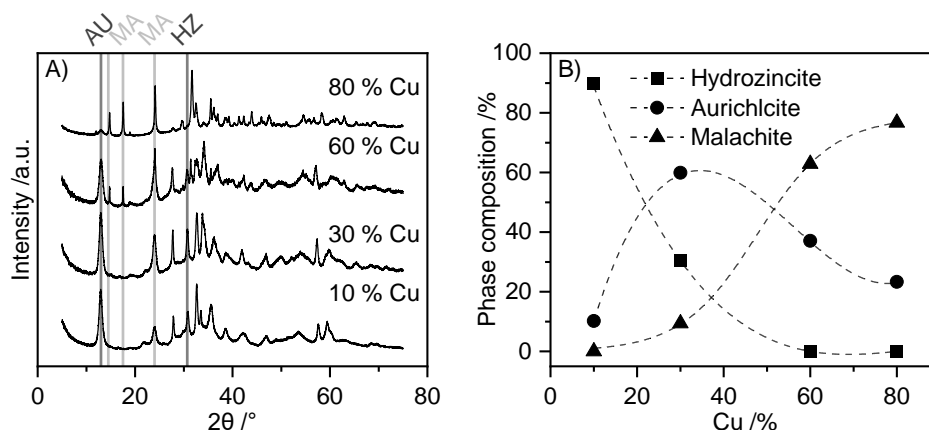 AU MA MA HZ
A)
80 % Cu
60 % Cu
30 % Cu
10 % Cu
Intensity /a.u.
0 20 40 60 80
2θ /°
B)
Hydrozincite
Aurichlcite
Malachite
100
80
60
40
20
0
Phase composition /%
0 20 40 60 80
Cu /%